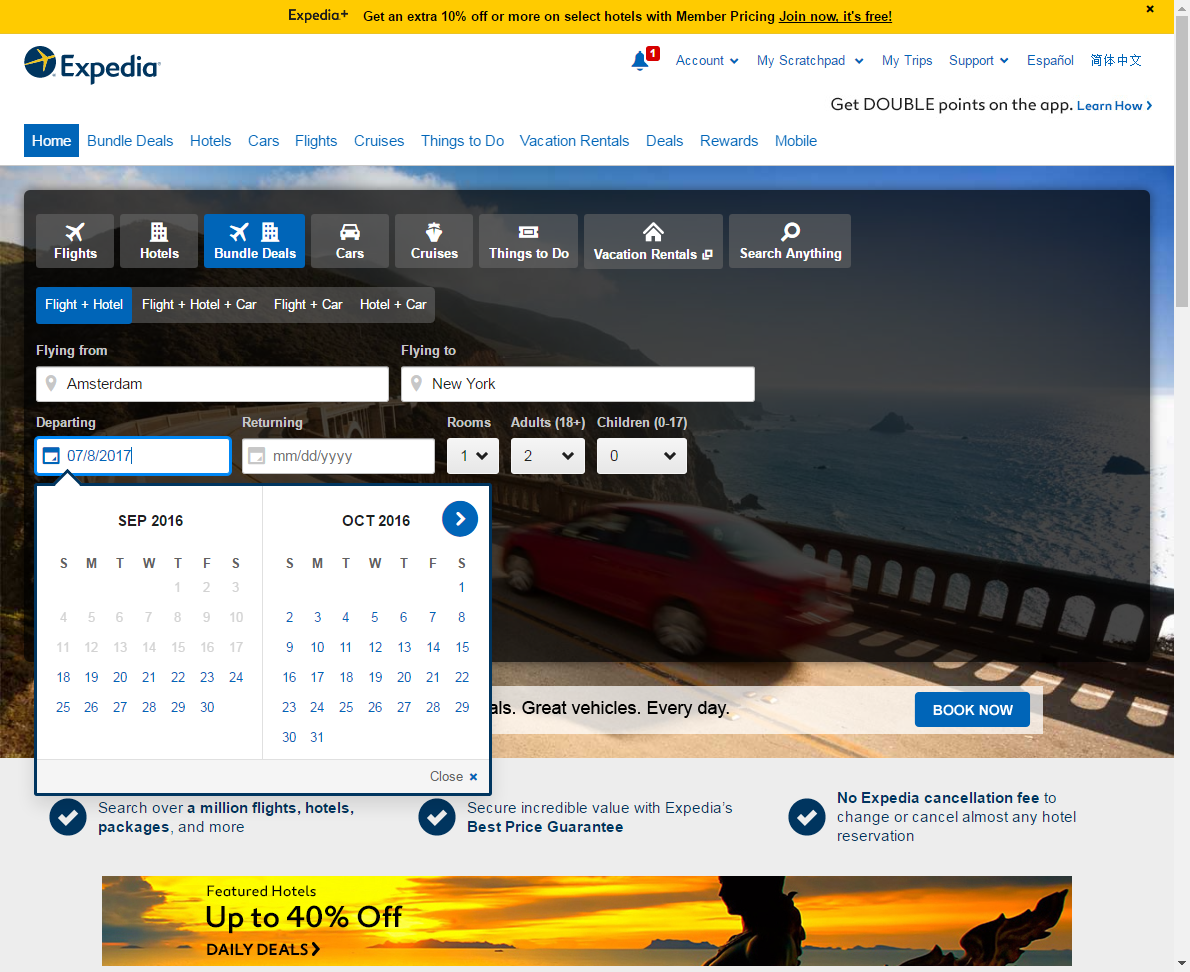 Expedia+ Get an extra 10% off or more on select hotels with Member Pricing Join now, it's free! ×
Expedia
1 Account My Scratchpad My Trips Support Español 简体中文
Get DOUBLE points on the app. Learn How ›
Home Bundle Deals Hotels Cars Flights Cruises Things to Do Vacation Rentals Deals Rewards Mobile
Flights Hotels Bundle Deals Cars Cruises Things to Do Vacation Rentals Search Anything
Flight + Hotel Flight + Hotel + Car Flight + Car Hotel + Car
Flying from Flying to
Amsterdam New York
Departing Returning Rooms Adults (18+) Children (0-17)
07/8/2017 mm/dd/yyyy 1 2 0
SEP 2016 OCT 2016
S M T W T F S S M T W T F S
1 2 3 1
4 5 6 7 8 9 10 2 3 4 5 6 7 8
11 12 13 14 15 16 17 9 10 11 12 13 14 15
18 19 20 21 22 23 24 16 17 18 19 20 21 22
25 26 27 28 29 30 23 24 25 26 27 28 29
30 31
Close ×
als. Great vehicles. Every day. BOOK NOW
Search over a million flights, hotels,
packages, and more
Secure incredible value with Expedia's
Best Price Guarantee
No Expedia cancellation fee to
change or cancel almost any hotel
reservation
Featured Hotels
Up to 40% Off
DAILY DEALS ›